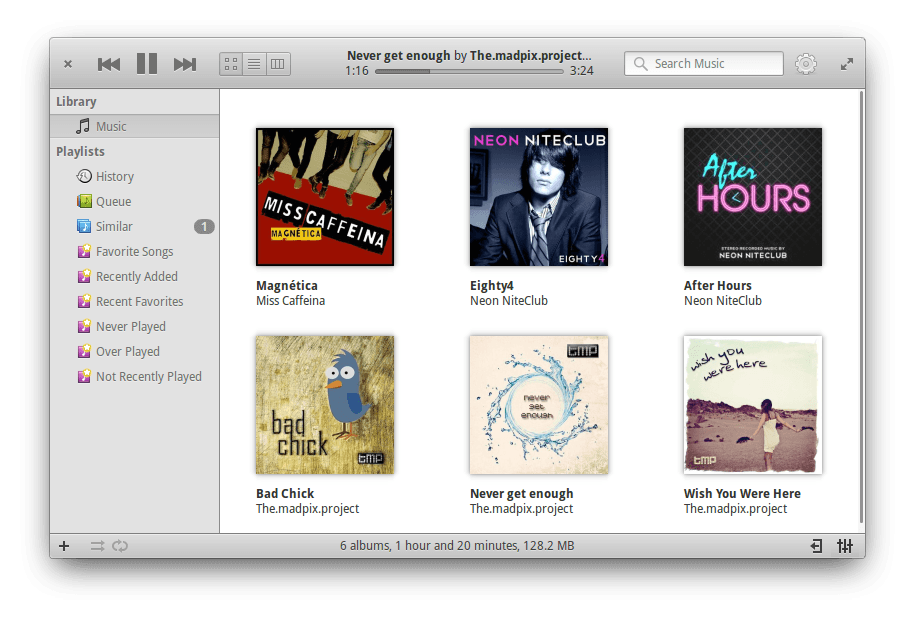 Never get enough by The.madpix.project...
1:16 3:24
Search Music
Library
Music
Playlists
History
Queue
Similar 1
Favorite Songs
Recently Added
Recent Favorites
Never Played
Over Played
Not Recently Played
MISS CAFFEINA
MAGNÉTICA
Magnética
Miss Caffeina
NEON NITECLUB
EIGHTY4
Eighty4
Neon NiteClub
After
HOURS
STEREO RECORDED MUSIC BY
NEON NITECLUB
After Hours
Neon NiteClub
bad
chick
tmp
Bad Chick
The.madpix.project
tmp
never
get
enough
Never get enough
The.madpix.project
wish you
were here
tmp
Wish You Were Here
The.madpix.project
6 albums, 1 hour and 20 minutes, 128.2 MB